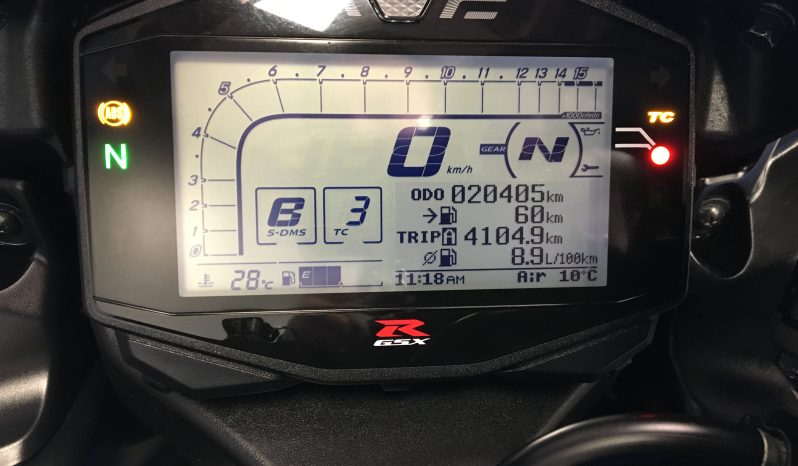 6 . 7 . 8 . 9 . 10 . 11 . 12 13 14 15
5
4
3
2
1
0
x1000r/min
ABS
N
TC
0 km/h
GEAR N
B
S-DMS
3
TC
ODO 020405km
60km
TRIP A 4104.9km
8.9L/100km
28°C
E
11:18AM
Air 10°C
R
GSX